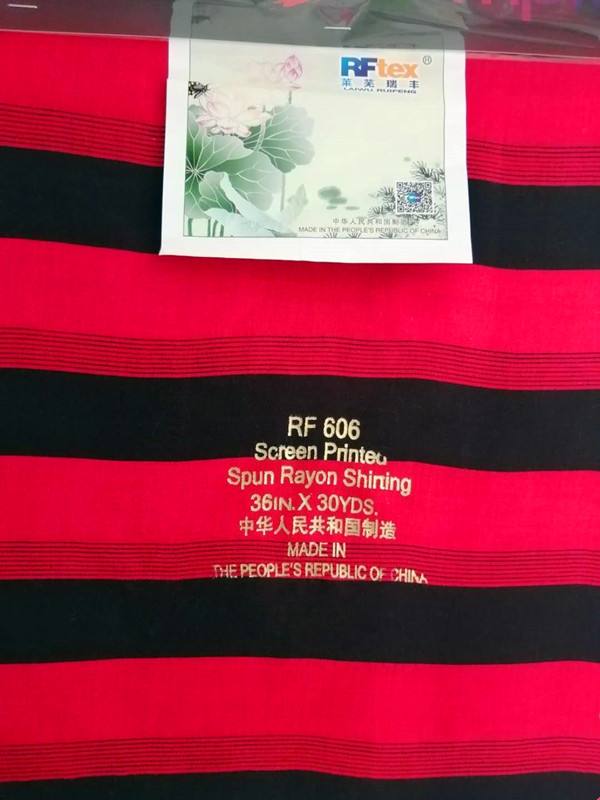 RFtex®
莱芜瑞丰
LAIWU RUIFENG
中华人民共和国制造
MADE IN THE PEOPLE'S REPUBLIC OF CHINA
RF 606
Screen Printed
Spun Rayon Shirting
36IN. X 30YDS.
中华人民共和国制造
MADE IN
THE PEOPLE'S REPUBLIC OF CHINA